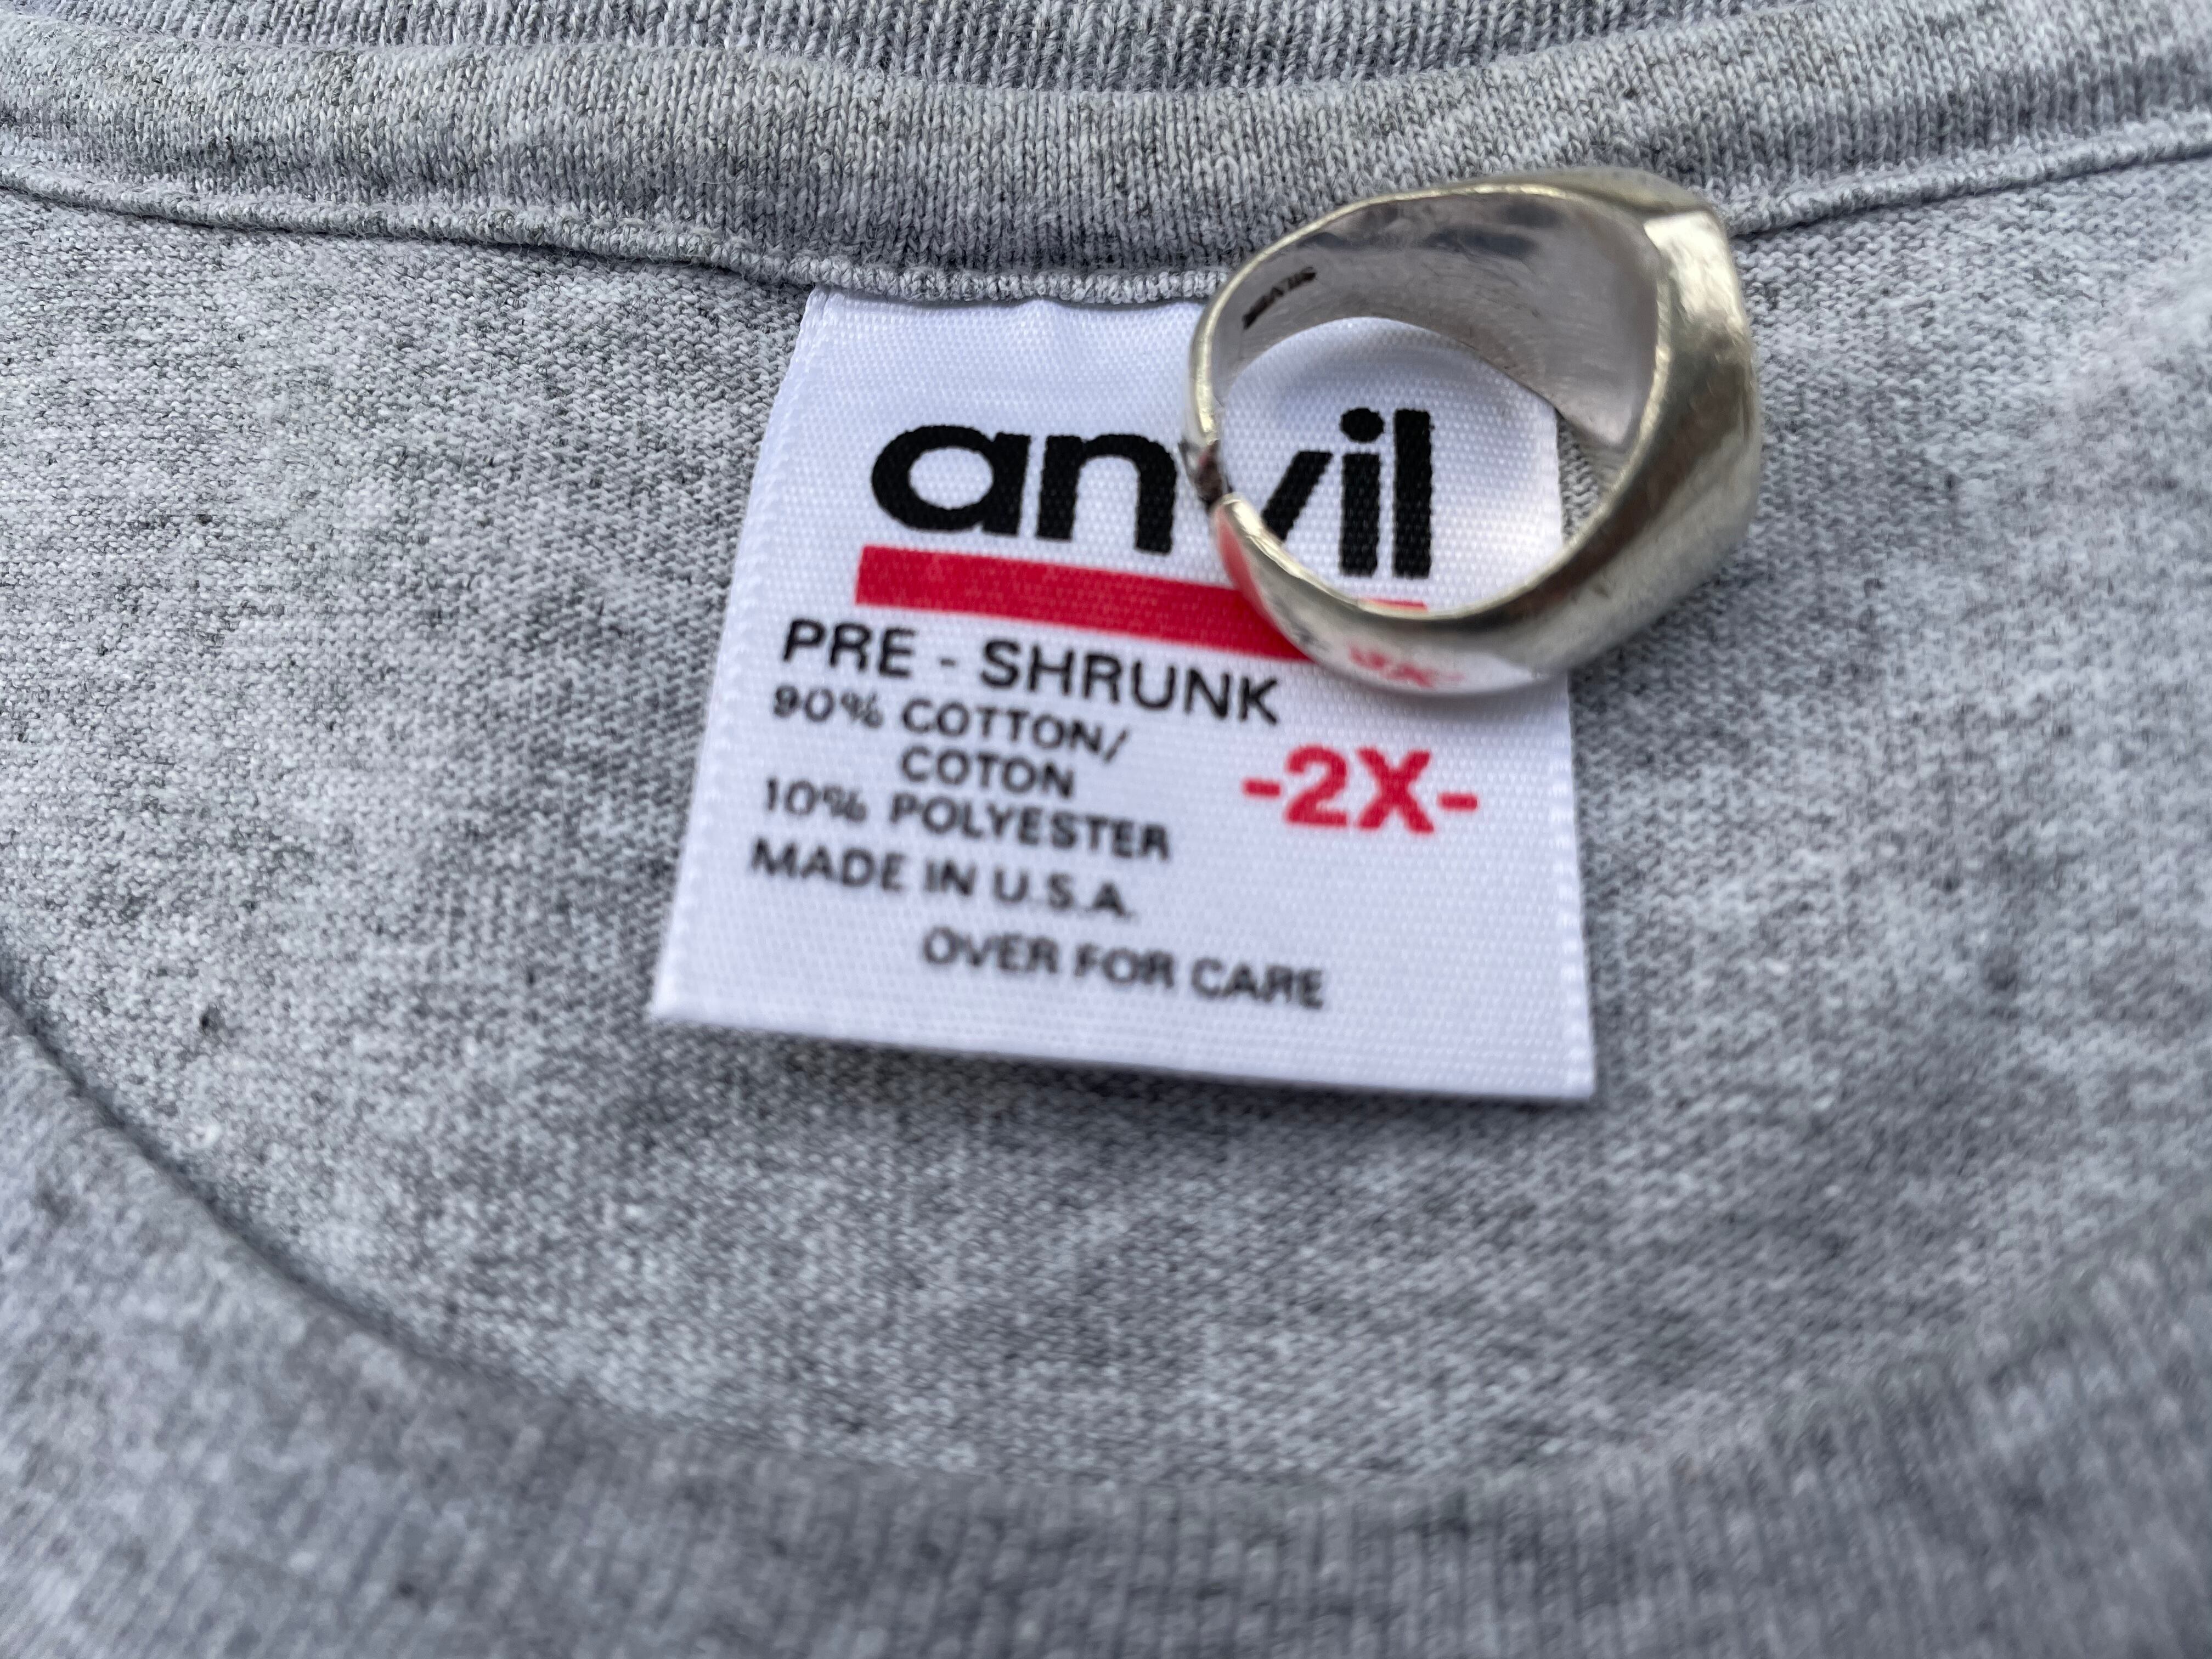 anvil
PRE - SHRUNK
90% COTTON/
COTON
10% POLYESTER
-2X-
MADE IN U.S.A.
OVER FOR CARE